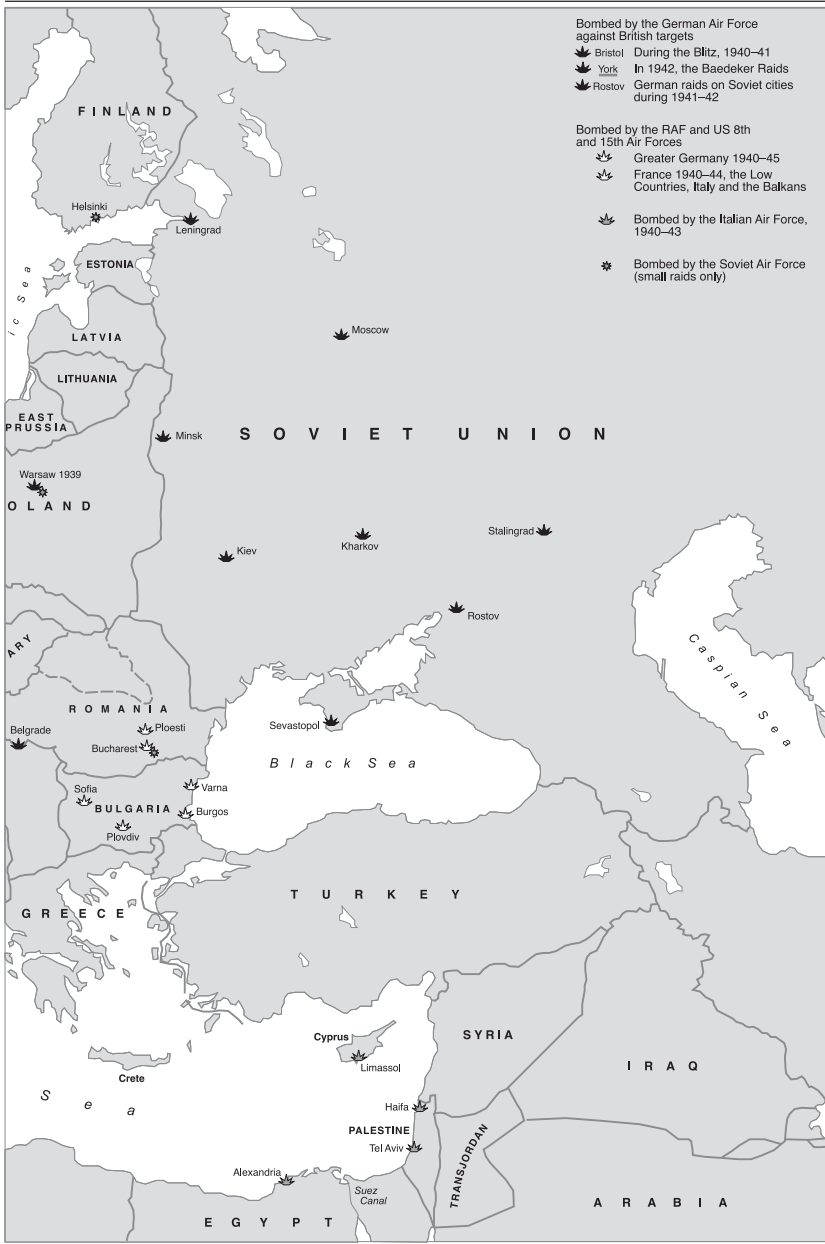 Bombed by the German Air Force
against British targets
Bristol During the Blitz, 1940–41
York In 1942, the Baedeker Raids
Rostov German raids on Soviet cities
during 1941–42
Bombed by the RAF and US 8th
and 15th Air Forces
Greater Germany 1940–45
France 1940–44, the Low
Countries, Italy and the Balkans
Bombed by the Italian Air Force,
1940–43
Bombed by the Soviet Air Force
(small raids only)
FINLAND
Helsinki
Leningrad
ESTONIA
ic Sea
LATVIA
Moscow
LITHUANIA
EAST
PRUSSIA
Minsk
SOVIET UNION
Warsaw 1939
OLAND
Stalingrad
Kharkov
Kiev
Rostov
ARY
Caspian Sea
ROMANIA
Ploesti
Sevastopol
Belgrade
Bucharest
Black Sea
Varna
Sofia
BULGARIA
Burgos
Plovdiv
TURKEY
GREECE
Cyprus
SYRIA
Limassol
IRAQ
Crete
Sea
Haifa
PALESTINE
Tel Aviv
TRANSJORDAN
Alexandria
Suez
Canal
ARABIA
EGYPT